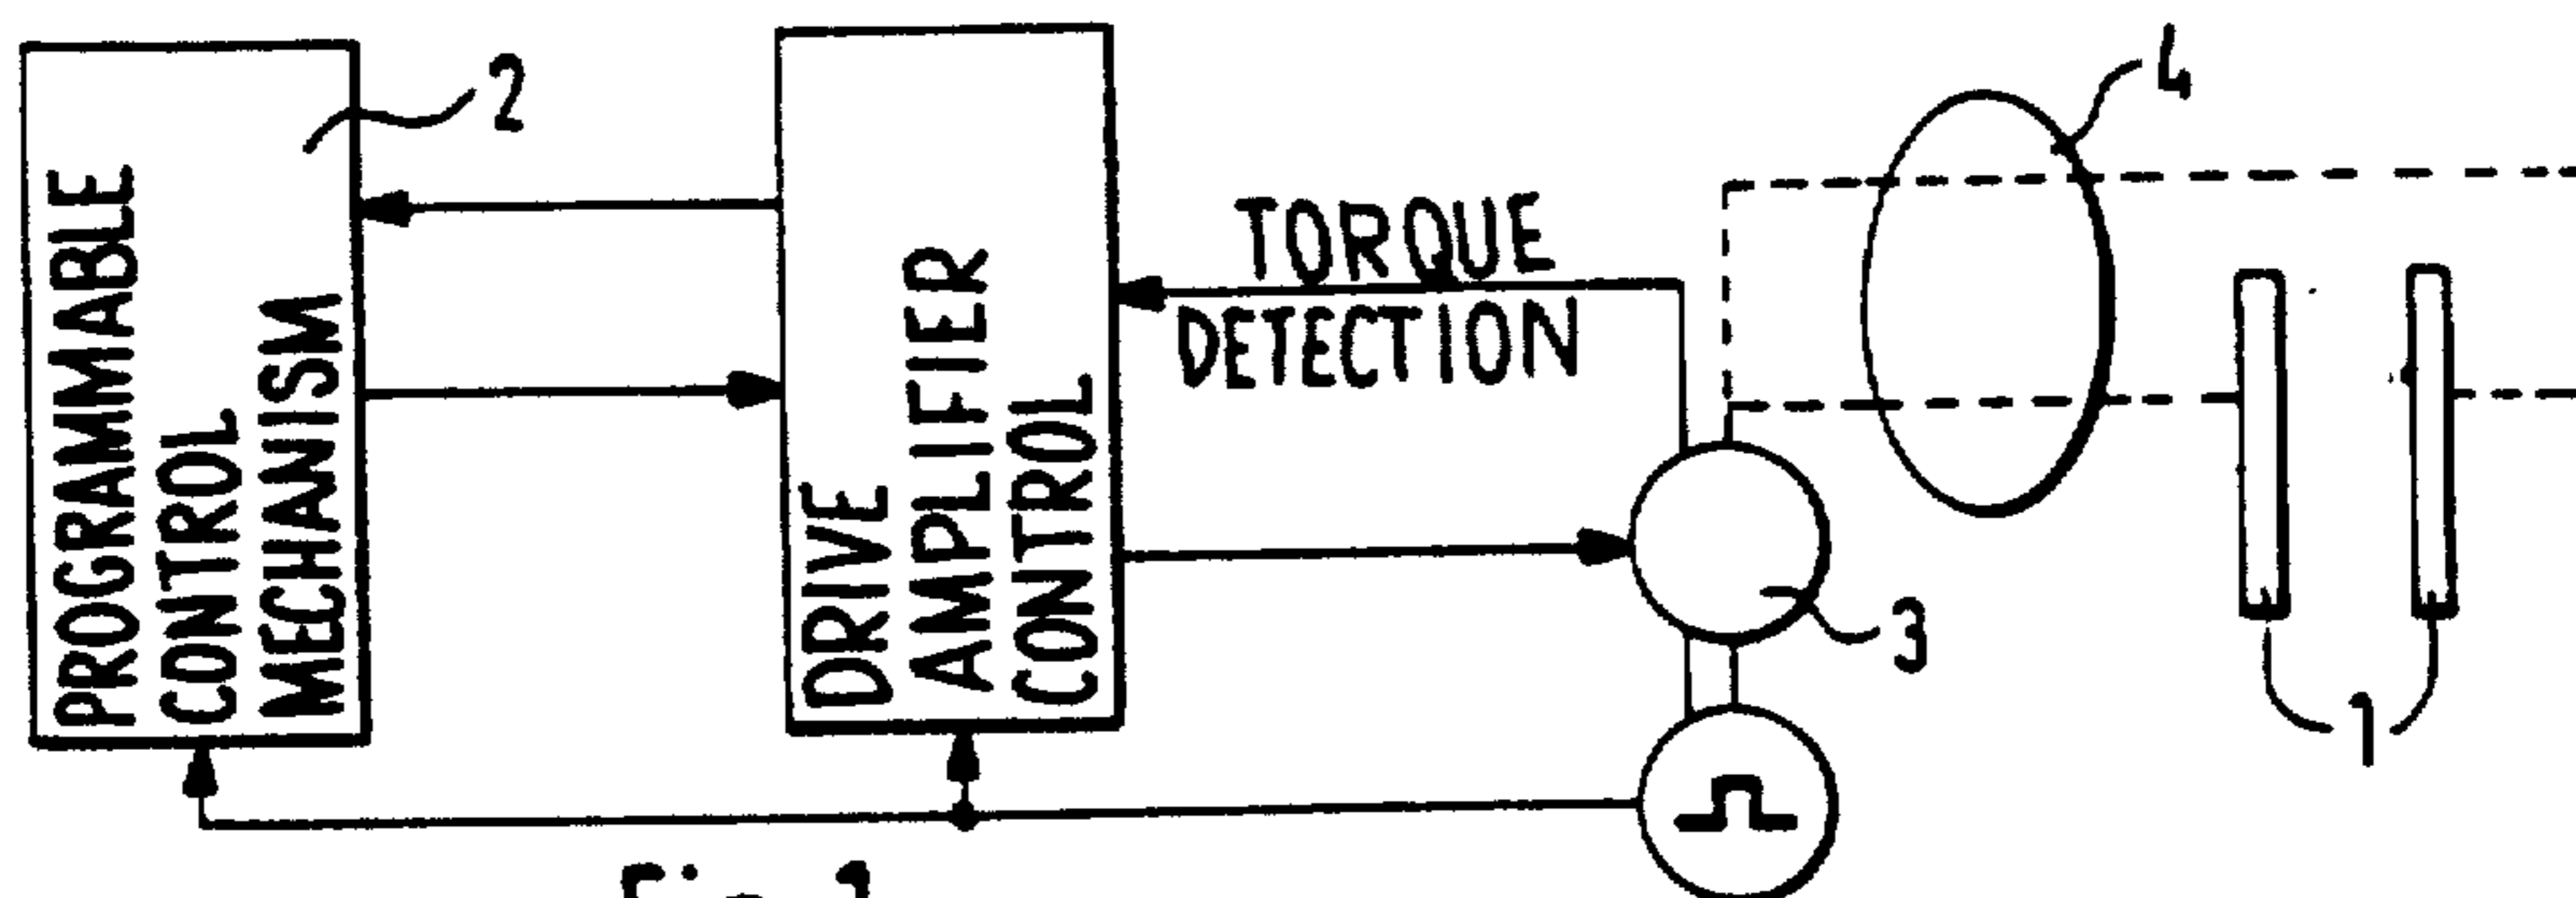 PROGRAMMABLE
CONTROL
MECHANISM
2
DRIVE
AMPLIFIER
CONTROL
TORQUE
DETECTION
4
3
1